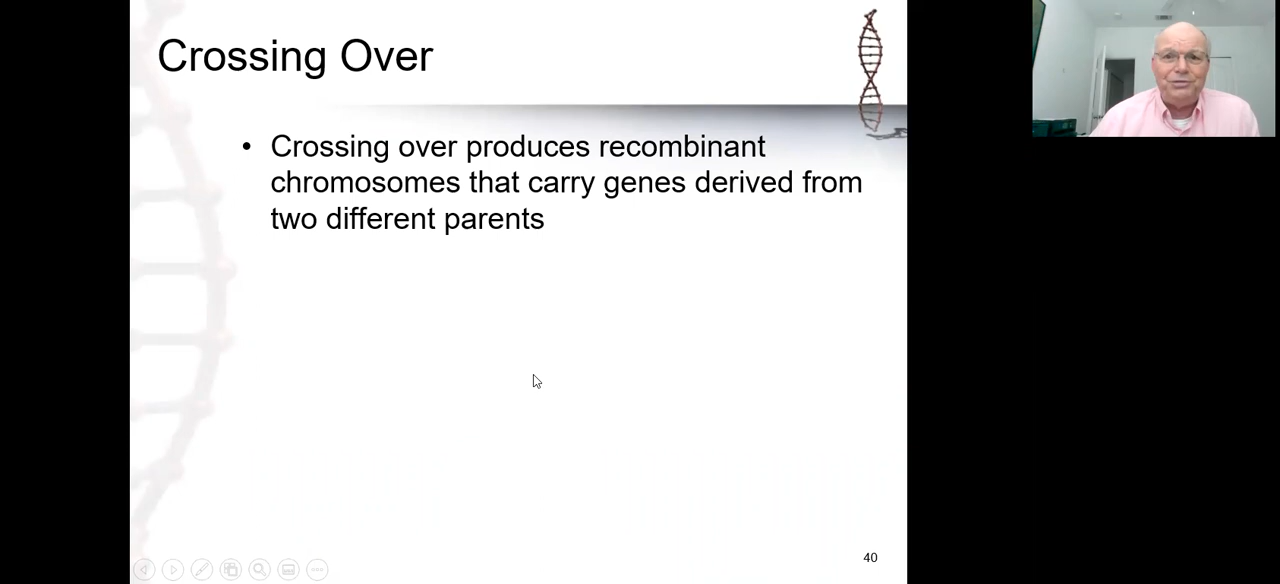 Crossing Over
• Crossing over produces recombinant
chromosomes that carry genes derived from
two different parents
40